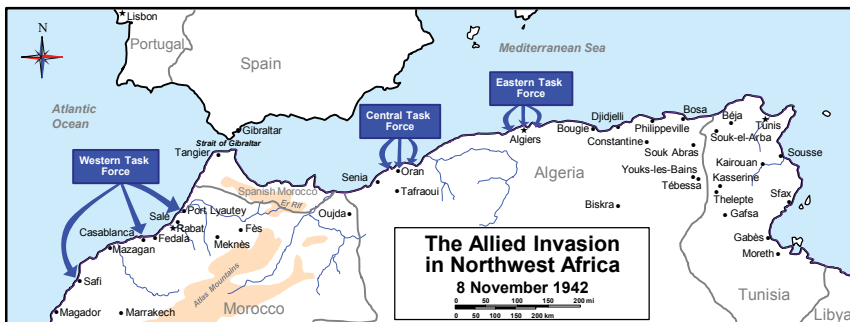 Lisbon
Portugal
Spain
Mediterranean Sea
N
Atlantic
Ocean
Gibraltar
Strait of Gibraltar
Tangier
Western Task
Force
Central Task
Force
Eastern Task
Force
Algiers
Bougie
Djidjelli
Constantine
Philippeville
Bosa
Béja
Tunis
Souk-el-Arba
Souk Abras
Sousse
Kairouan
Youks-les-Bains
Tébessa
Kasserine
Thelepte
Sfax
Gafsa
Gabès
Moreth
Biskra
Algeria
Oran
Senia
Tafraoui
Spanish Morocco
Er Rif
Oujda
Port Lyautey
Salé
Rabat
Fès
Meknès
Casablanca
Fedala
Mazagan
Safi
Atlas Mountains
Magador
Marrakech
Morocco
Tunisia
Libya
The Allied Invasion
in Northwest Africa
8 November 1942
0 50 100 150 200 mi
0 50 100 150 200 km